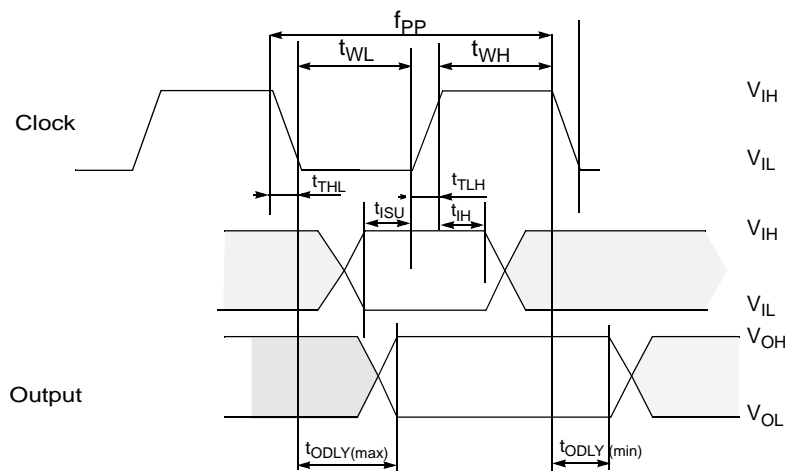 fPP
tWL
tWH
VIH
Clock
VIL
tTHL
tTLH
tISU
tIH
VIH
VIL
VOH
Output
VOL
tODLY(max)
tODLY (min)